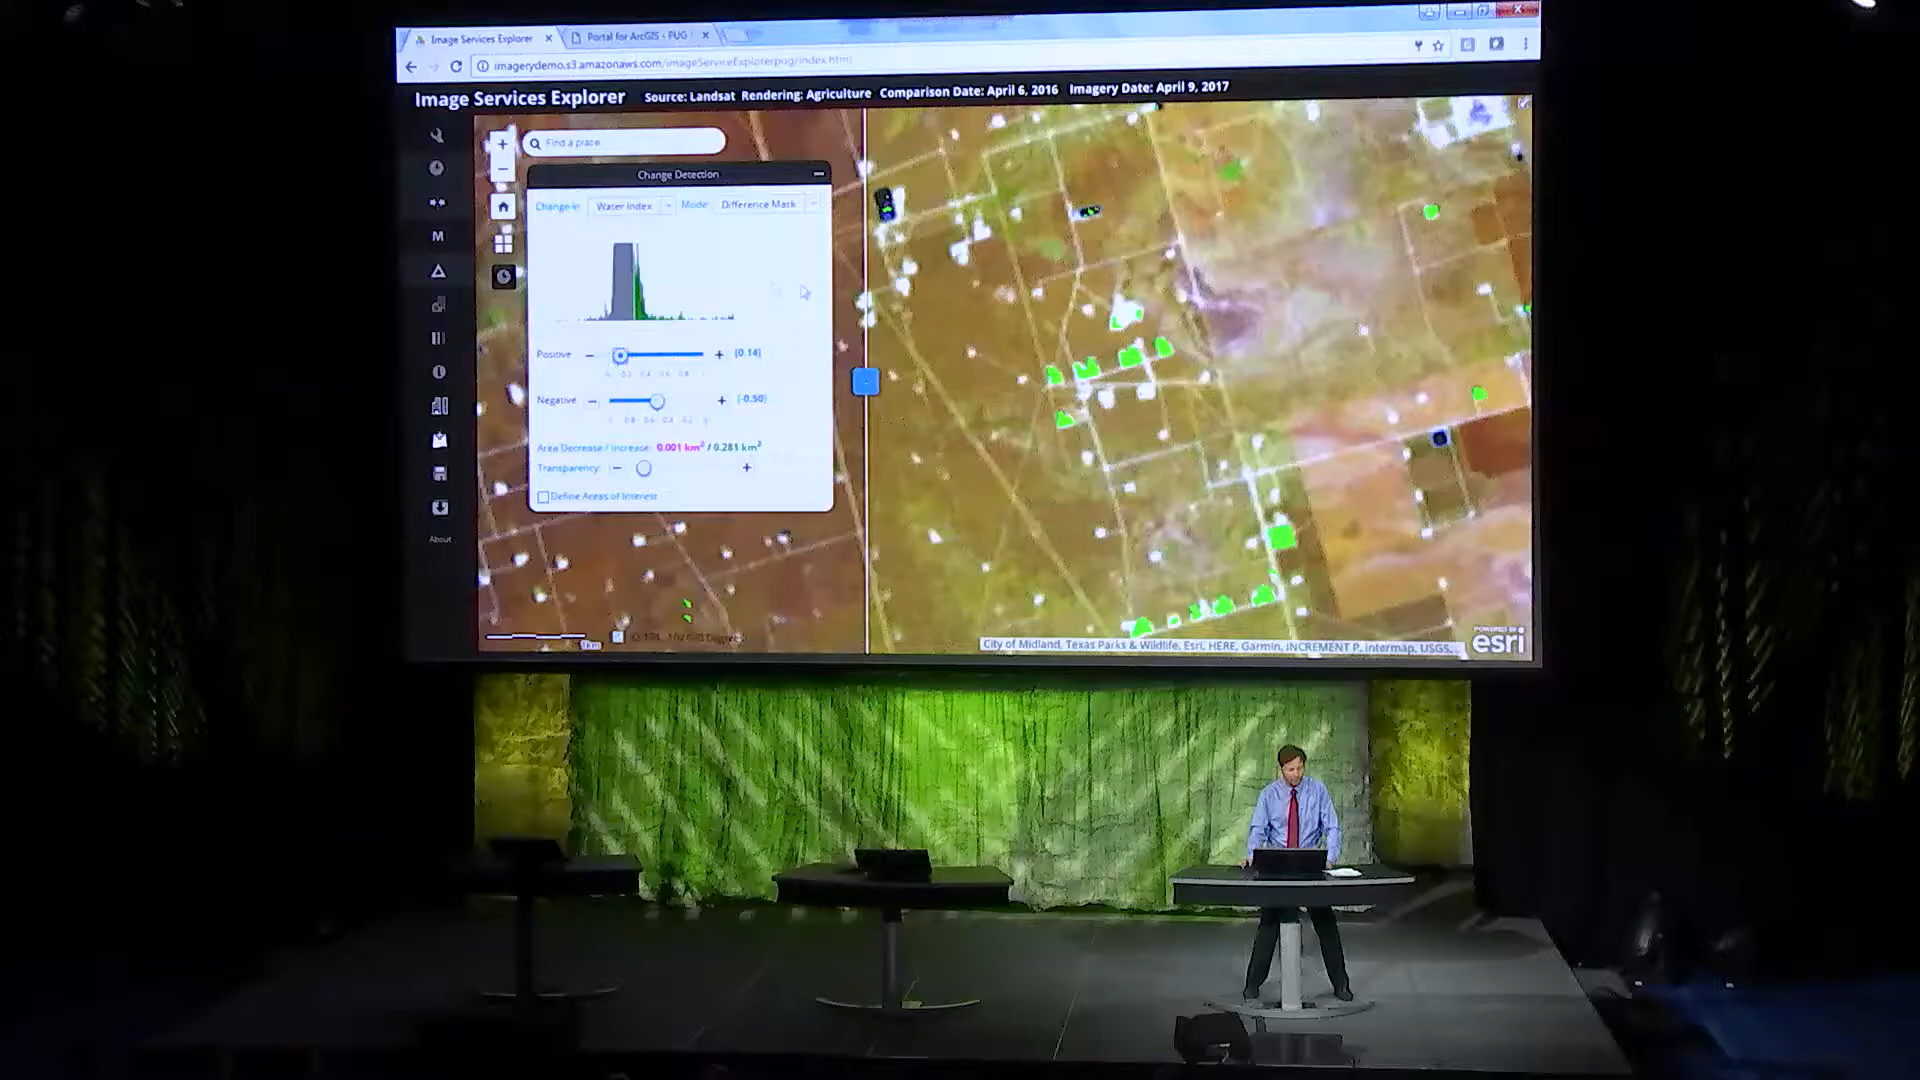 Image Services Explorer
Portal for ArcGIS - PUG
imagerydemo.s3.amazonaws.com/imageServiceExplorerpug/index.html
Image Services Explorer Source: Landsat Rendering: Agriculture Comparison Date: April 6, 2016 Imagery Date: April 9, 2017
+
Find a place
−
Change Detection
Change in: Water Index Mode: Difference Mask
M
Positive − + (0.14)
Negative − + (-0.50)
Area Decrease / Increase: 0.001 km² / 0.281 km²
Transparency: − +
Define Areas of Interest
About
1km
City of Midland, Texas Parks & Wildlife, Esri, HERE, Garmin, INCREMENT P, Intermap, USGS,...
POWERED BY
esri